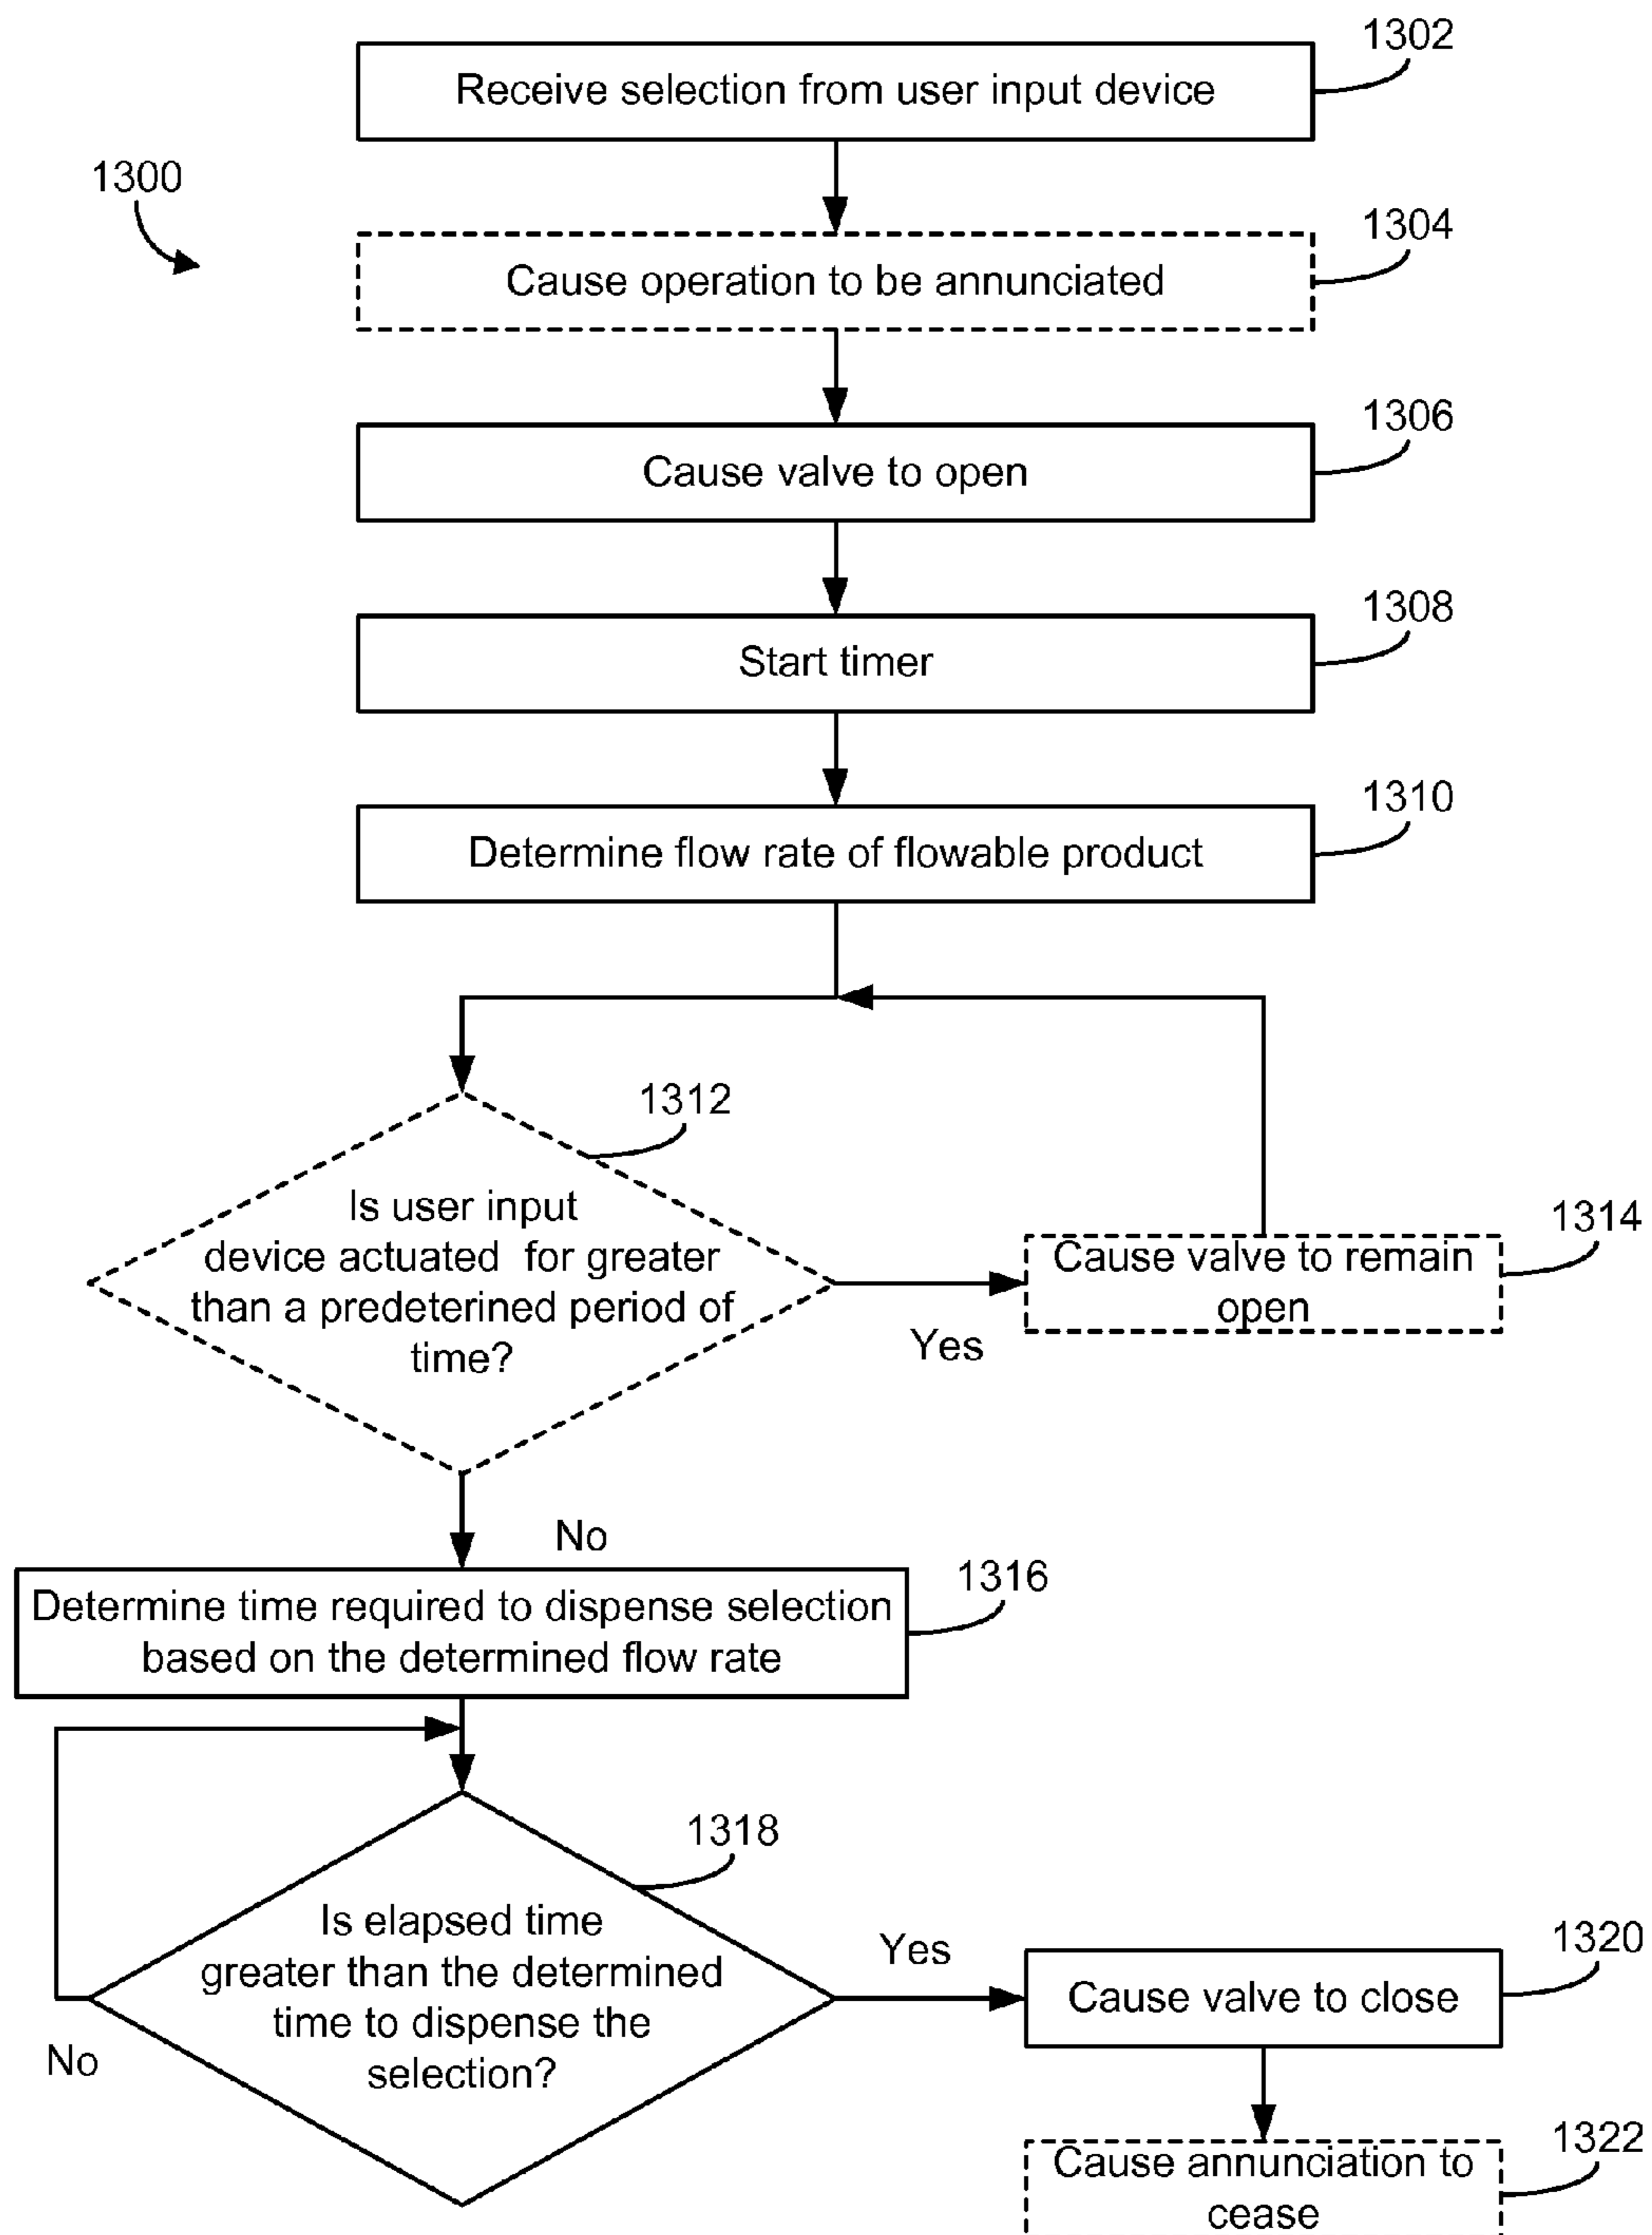 1302
Receive selection from user input device
1300
1304
Cause operation to be annunciated
1306
Cause valve to open
1308
Start timer
1310
Determine flow rate of flowable product
1312
Is user input
device actuated for greater
than a predeterined period of
time?
1314
Cause valve to remain
open
Yes
No
1316
Determine time required to dispense selection
based on the determined flow rate
1318
Is elapsed time
greater than the determined
time to dispense the
selection?
Yes
No
1320
Cause valve to close
1322
Cause annunciation to
cease